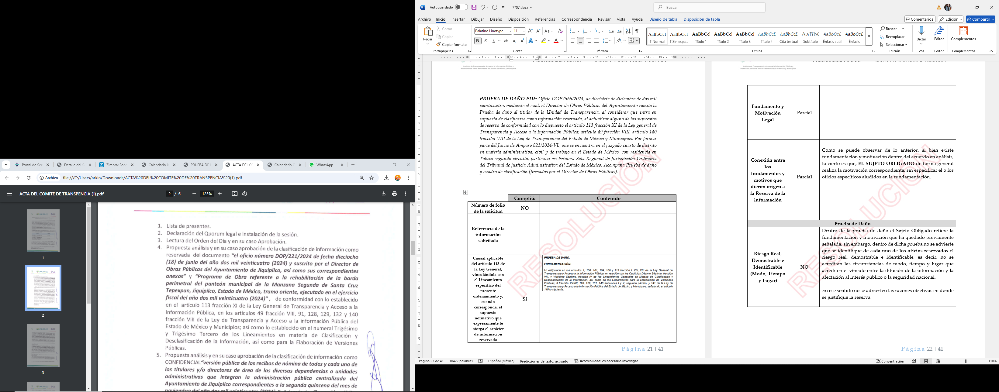 Portal de Ser
Detalle del S
Zimbra: Ban
Calendario in
PRUEBA DE
ACTA DEL CO
Calendario C
WhatsApp
Archivo
file:///C:/Users/arkin/Downloads/ACTA%20DEL%20COMITE%20DE%20TRANSPENCIA%20(1).pdf
ACTA DEL COMITE DE TRANSPENCIA (1).pdf
2 / 6
125%
1
2
3
1. Lista de presentes.
2. Declaración del Quorum legal e instalación de la sesión.
3. Lectura del Orden del Día y en su caso Aprobación.
4. Propuesta análisis y en su caso aprobación de la clasificación de información como
reservada del documento "el oficio número DOP/221/2024 de fecha dieciocho
(18) de junio del año dos mil veinticuatro (2024) y suscrito por el Director de
Obras Públicas del Ayuntamiento de Jiquipilco, así como sus correspondientes
anexos" y "Programa de Obra referente a la rehabilitación de la barda
perimetral del panteón municipal de la Manzana Segunda de Santa Cruz
Tepexpan, Jiquipilco, Estado de México, tramo oriente, ejecutado en el ejercicio
fiscal del año dos mil veinticuatro (2024)", de conformidad con lo establecido
en el artículo 113 fracción XI de la Ley General de Transparencia y Acceso a la
Información Pública, en los artículos 49 fracción VIII, 91, 128, 129, 132 y 140
fracción VIII de la Ley de Transparencia y Acceso a la información Pública del
Estado de México y Municipios; así como lo establecido en el numeral Trigésimo
y Trigésimo Tercero de los Lineamientos en materia de Clasificación y
Desclasificación de la Información, así como para la Elaboración de Versiones
Públicas.
5. Propuesta análisis y en su caso aprobación de la clasificación de información como
CONFIDENCIAL"versión pública de los recibos de nómina de todos y cada uno de
los titulares y/o directores de área de las diversas dependencias o unidades
administrativas que integran la administración pública centralizada del
Ayuntamiento de Jiquipilco correspondientes a la segunda quincena del mes de
noviembre del año dos mil veinticuatro (2024)."
Autoguardado
7707.docx
Buscar
Archivo Inicio Insertar Dibujar Diseño Disposición Referencias Correspondencia Revisar Vista Ayuda Diseño de tabla Disposición de tabla
Comentarios
Edición
Compartir
Pegar
Cortar
Copiar
Copiar formato
Portapapeles
Palatino Linotype
11
N K S ab x₂ x²
Fuente
Párrafo
AaBbCcI AaBbCcI AaBbCc AaBbCc AaBbCc AaBbCcL AaBbCcL AaBbC AaBbCcL AaBbCcL
¶ Normal
¶ Sin espa...
Título 1
Título 2
Título 3
Título 4
Cita textual
Subtítulo
Énfasis sutil
Énfasis
Estilos
Buscar
Reemplazar
Seleccionar
Edición
Dictar
Voz
Editor
Editor
Complementos
Complementos
Comisionada Ponente: Sharon Cristina Morales Martínez
Instituto de Transparencia, Acceso a la Información Pública y
Protección de Datos Personales del Estado de México y Municipios
PRUEBA DE DAÑO.PDF: Oficio DOP7565/2024, de diecisiete de diciembre de dos mil
veinticuatro, mediante el cual, el Director de Obras Públicas del Ayuntamiento remite la
Prueba de daño al titular de la Unidad de Transparencia, al considerar que entra en
supuesto de clasificarse como información reservada, al actualizar alguno de los supuestos
de reserva de conformidad con lo dispuesto el artículo 113 fracción XI de la Ley general de
Transparencia y Acceso a la Información Pública; artículo 49 fracción VIII, artículo 140
fracción VIII de la Ley de Transparencia del Estado de México y Municipios. Por formar
parte del Juicio de Amparo 823/2024-VL, que se encuentra en el juzgado cuarto de distrito
en materia administrativa, civil y de trabajo en el Estado de México, con residencia en
Toluca segundo circuito, particular vs Primera Sala Regional de Jurisdicción Ordinaria
del Tribunal de justicia Administrativa del Estado de México. Acompaña Prueba de daño
y cuadro de clasificación (firmados por el Director de Obras Públicas).
Cumplió:
Contenido
Número de folio
de la solicitud
NO
Referencia de la
información
solicitada
Causal aplicable
del artículo 113 de
la Ley General,
vinculándola con
el Lineamiento
específico del
presente
ordenamiento y,
cuando
corresponda, el
supuesto
normativo que
expresamente le
otorga el carácter
de información
reservada
Sí
PRUEBA DE DAÑO.
FUNDAMENTACIÓN:
Lo estipulado en los artículos 1, 100, 101, 104, 106 y 113 fracción I, VIII, XIII de la Ley General de
Transparencia y Acceso a la Información Pública; en relación con los Capítulos Décimo Séptimo, fracción
VIII, y Vigésimo Séptimo, fracción IV de los Lineamientos Generales en Materia de Clasificación y
Desclasificación de la Información; así como en los Lineamientos para la Elaboración de Versiones
Públicas; 3 fracción XXXIII, 128, 129, 131, 140 fracciones I y X, segundo párrafo, y 141 de la Ley de
Transparencia y Acceso a la Información Pública del Estado de México y Municipios, señalando el artículo
140 lo siguiente:
RESOLUCIÓN
Página 21 | 41
Comisionada Ponente: Sharon Cristina Morales Martínez
Instituto de Transparencia, Acceso a la Información Pública y
Protección de Datos Personales del Estado de México y Municipios
Fundamento y
Motivación
Legal
Parcial
Conexión entre
los
fundamentos y
motivos que
dieron origen a
la Reserva de la
información
Parcial
Como se puede observar de lo anterior, si bien existe
fundamentación y motivación dentro del acuerdo en análisis,
lo cierto es que, EL SUJETO OBLIGADO de forma general
realiza la motivación correspondiente, sin especificar el o los
oficios específicos aludidos en la fundamentación.
Prueba de Daño
Riesgo Real,
Demostrable e
Identificable
(Modo, Tiempo
y Lugar)
NO
Dentro de la prueba de daño el Sujeto Obligado refiere la
fundamentación y motivación que ha quedado previamente
señalada, sin embargo, dentro de dicha prueba no se advierte
que se identifique de cada uno de los oficios reservados el
riesgo real, demostrable e identificable, es decir, no se
acreditan las circunstancias de modo, tiempo y lugar que
acrediten el vínculo entre la difusión de la información y la
afectación al interés público o la seguridad nacional.
En ese sentido no se advierten las razones objetivas en donde
se justifique la reserva.
RESOLUCIÓN
Página 22 | 41
Página 23 de 41
10422 palabras
Español (México)
Predicciones de texto: activado
Accesibilidad: es necesario investigar
Concentración
110%